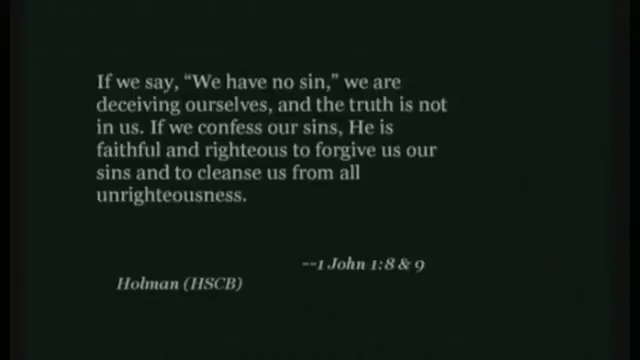 If we say, “We have no sin,” we are
deceiving ourselves, and the truth is not
in us. If we confess our sins, He is
faithful and righteous to forgive us our
sins and to cleanse us from all
unrighteousness.
--1 John 1:8 & 9
Holman (HSCB)